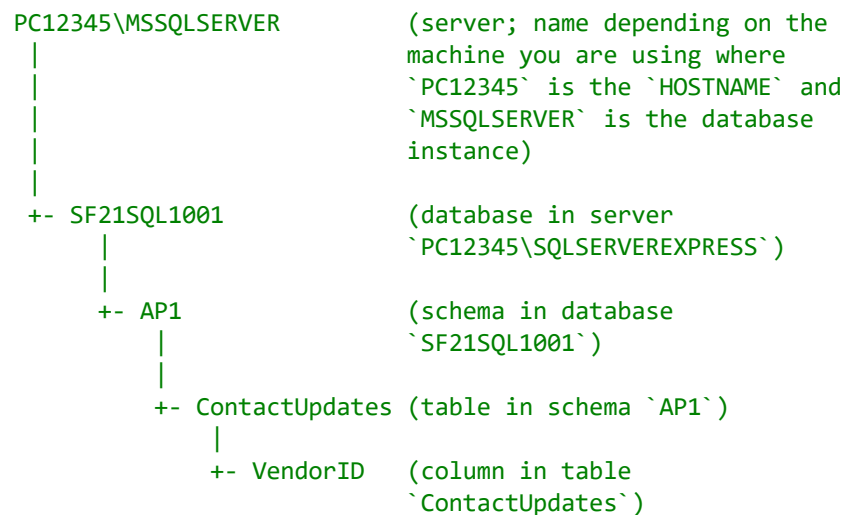 PC12345\MSSQLSERVER (server; name depending on the
| machine you are using where
| `PC12345` is the `HOSTNAME` and
| `MSSQLSERVER` is the database
| instance)
|
+- SF21SQL1001 (database in server
| `PC12345\SQLSERVEREXPRESS`)
|
+- AP1 (schema in database
| `SF21SQL1001`)
|
+- ContactUpdates (table in schema `AP1`)
|
+- VendorID (column in table
`ContactUpdates`)